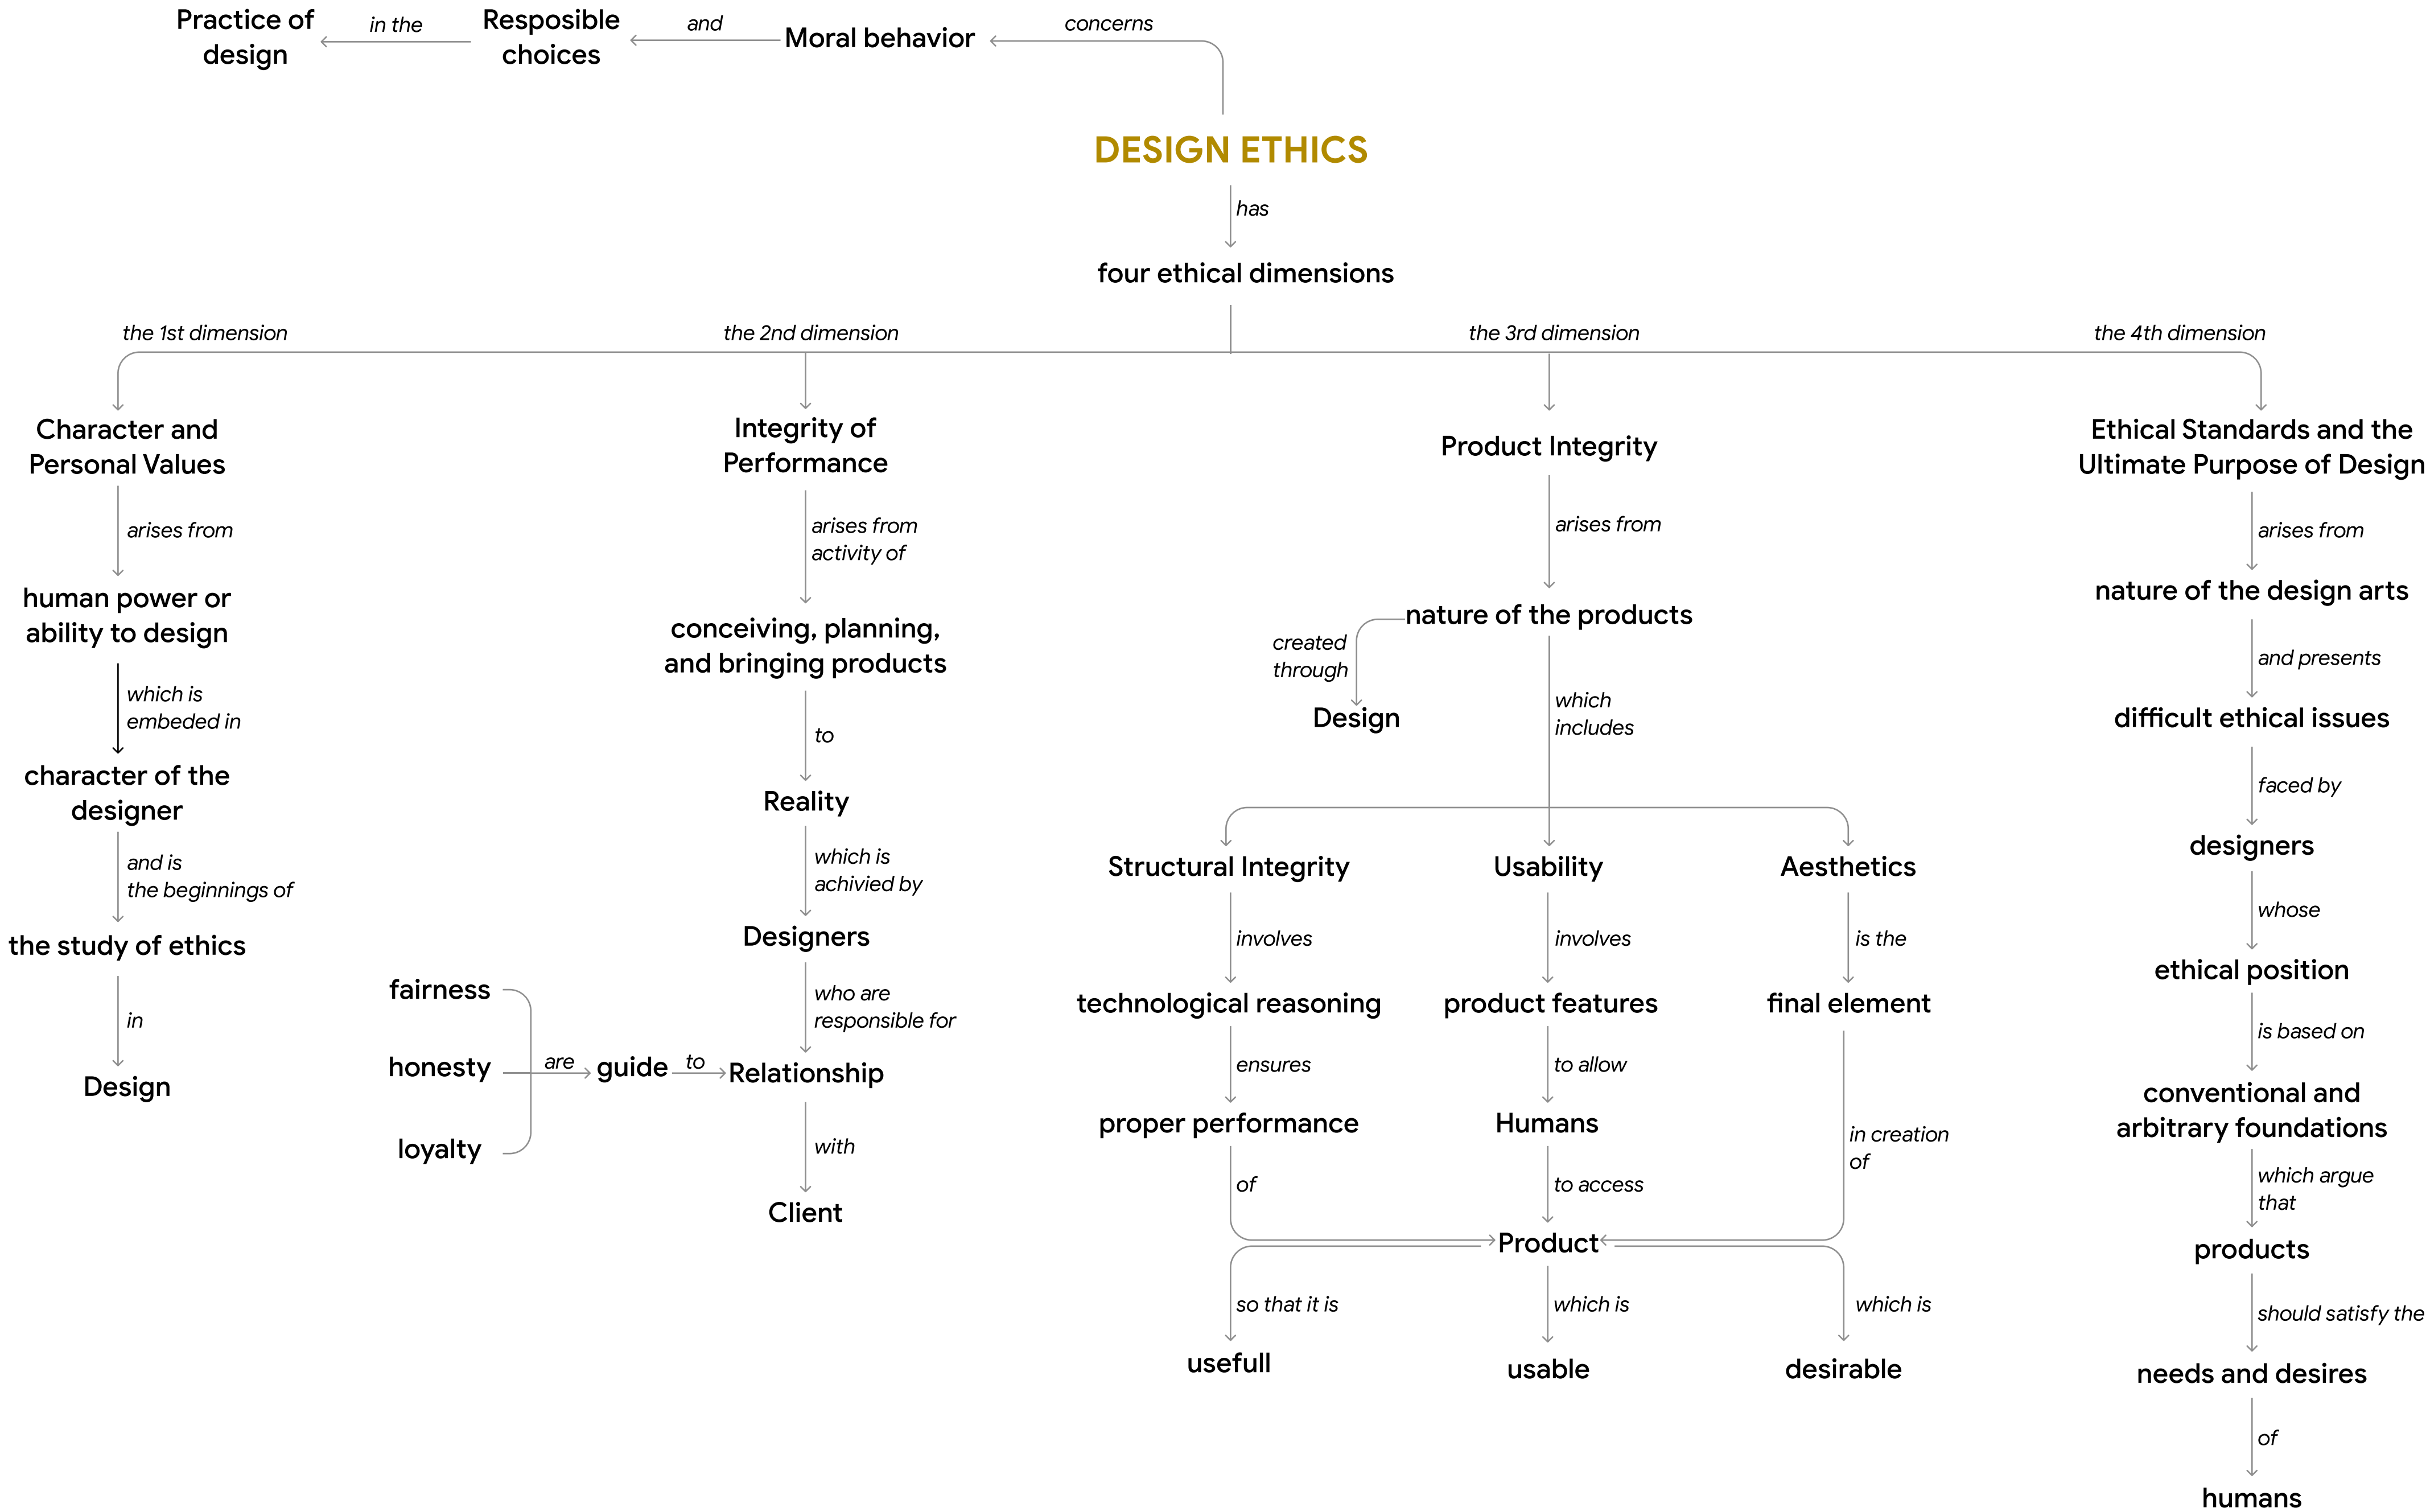 Practice of
design
in the
Resposible
choices
and
Moral behavior
concerns
DESIGN ETHICS
has
four ethical dimensions
the 1st dimension
the 2nd dimension
the 3rd dimension
the 4th dimension
Character and
Personal Values
arises from
human power or
ability to design
which is
embeded in
character of the
designer
and is
the beginnings of
the study of ethics
in
Design
Integrity of
Performance
arises from
activity of
conceiving, planning,
and bringing products
to
Reality
which is
achivied by
Designers
who are
responsible for
fairness
honesty
loyalty
are
guide
to
Relationship
with
Client
Product Integrity
arises from
nature of the products
created
through
Design
which
includes
Structural Integrity
involves
technological reasoning
ensures
proper performance
of
Usability
involves
product features
to allow
Humans
to access
Aesthetics
is the
final element
in creation
of
Product
so that it is
usefull
which is
usable
which is
desirable
Ethical Standards and the
Ultimate Purpose of Design
arises from
nature of the design arts
and presents
difficult ethical issues
faced by
designers
whose
ethical position
is based on
conventional and
arbitrary foundations
which argue
that
products
should satisfy the
needs and desires
of
humans